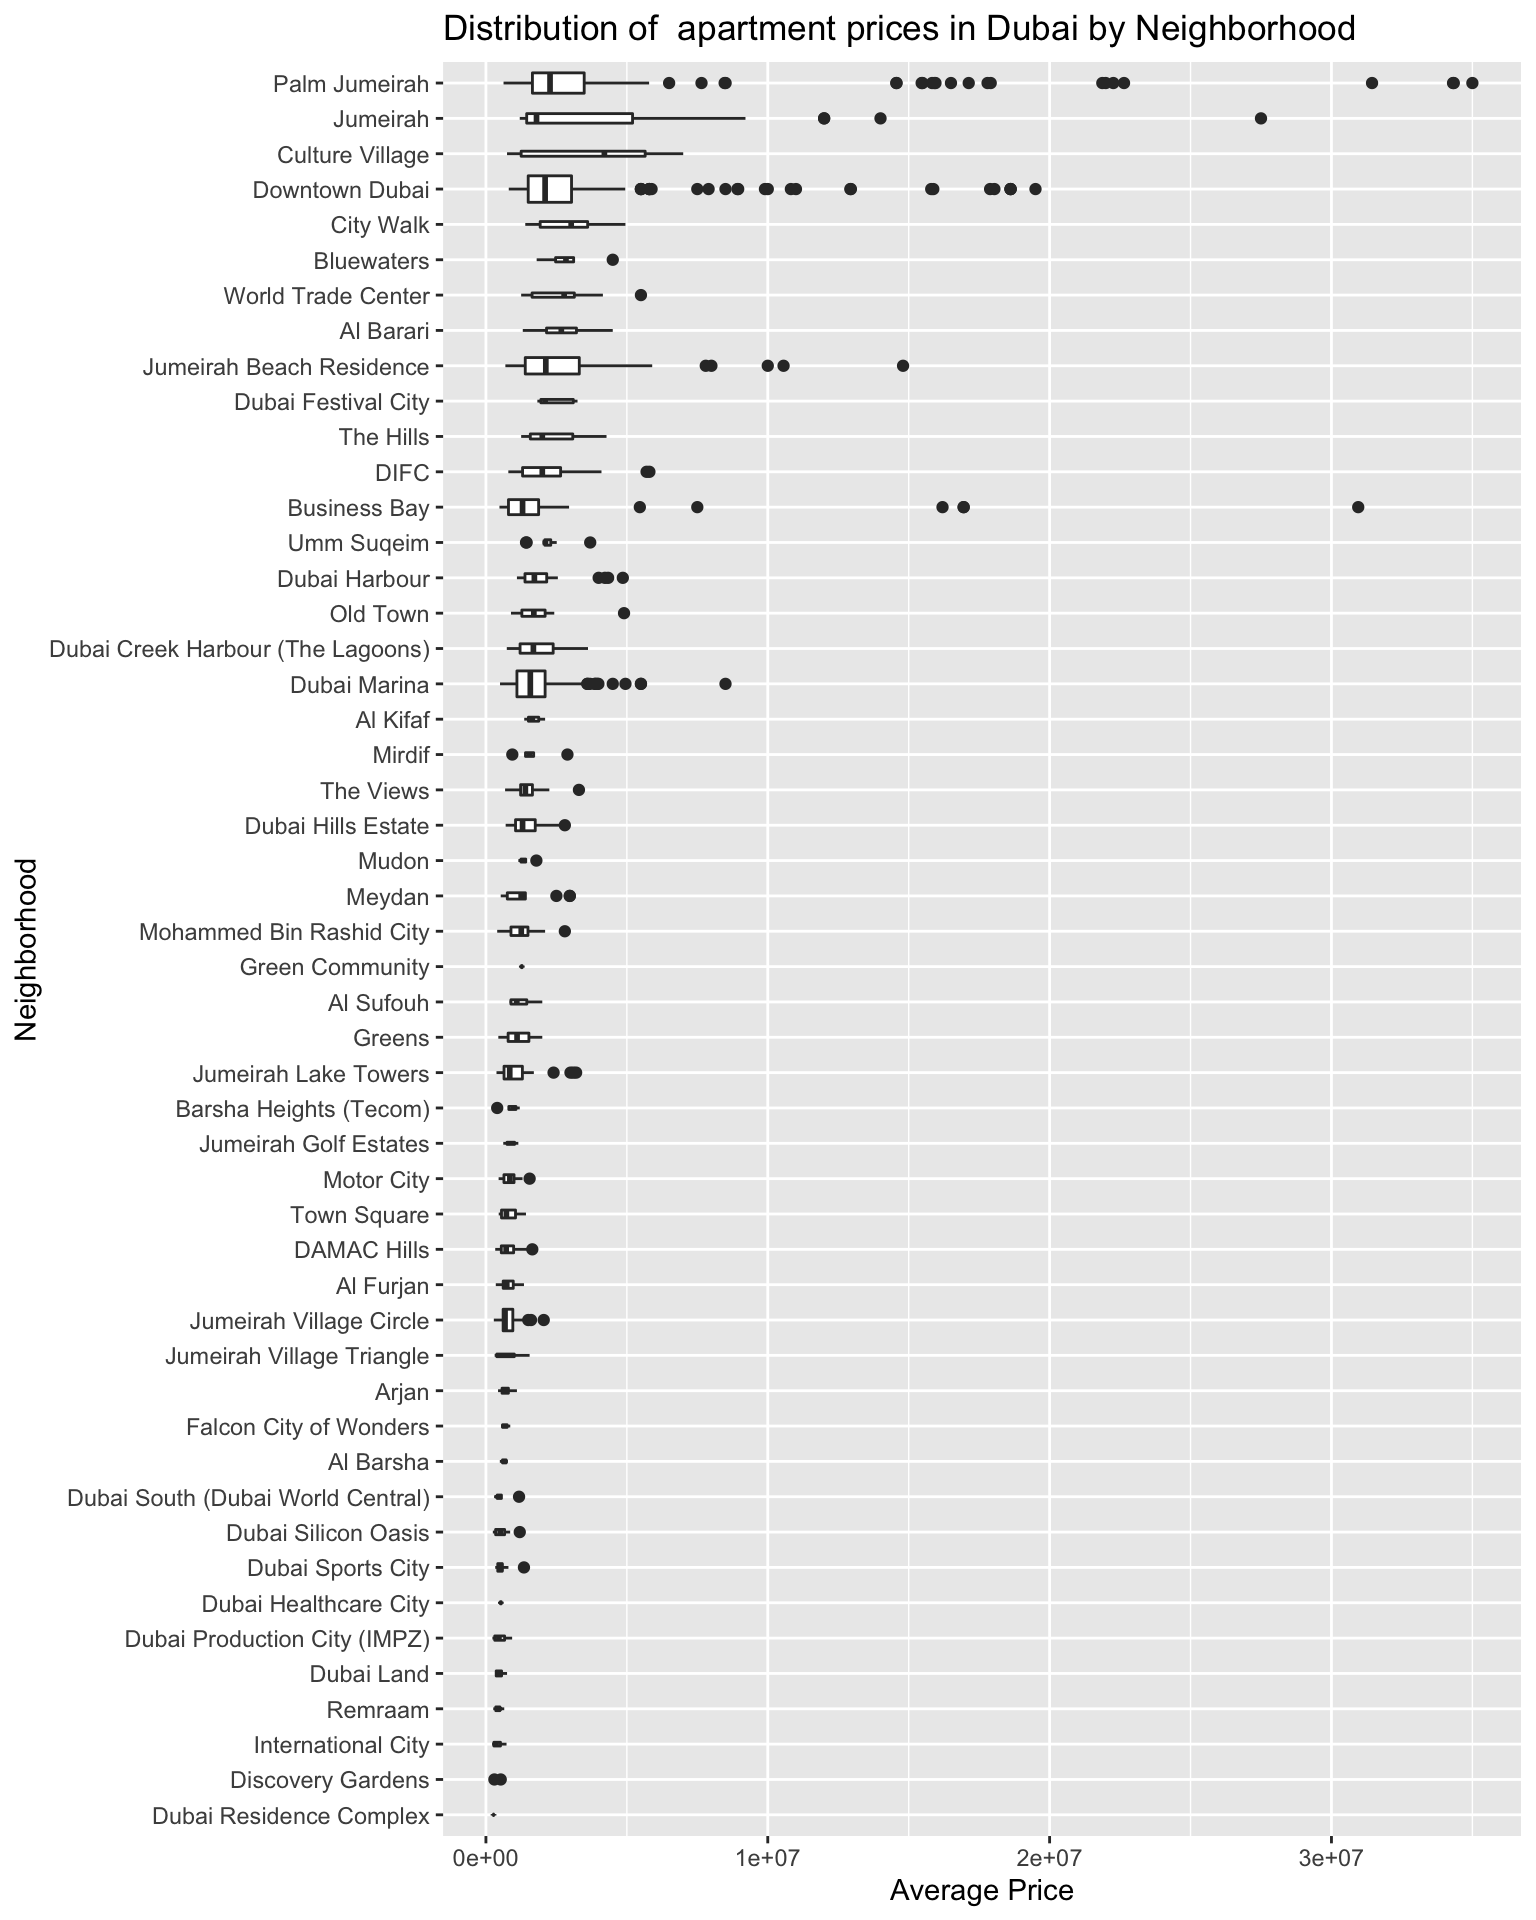 Distribution of  apartment prices in Dubai by Neighborhood
Palm Jumeirah
Jumeirah
Culture Village
Downtown Dubai
City Walk
Bluewaters
World Trade Center
Al Barari
Jumeirah Beach Residence
Dubai Festival City
The Hills
DIFC
Business Bay
Umm Suqeim
Dubai Harbour
Old Town
Dubai Creek Harbour (The Lagoons)
Dubai Marina
Al Kifaf
Mirdif
The Views
Dubai Hills Estate
Mudon
Meydan
Mohammed Bin Rashid City
Green Community
Al Sufouh
Greens
Jumeirah Lake Towers
Barsha Heights (Tecom)
Jumeirah Golf Estates
Motor City
Town Square
DAMAC Hills
Al Furjan
Jumeirah Village Circle
Jumeirah Village Triangle
Arjan
Falcon City of Wonders
Al Barsha
Dubai South (Dubai World Central)
Dubai Silicon Oasis
Dubai Sports City
Dubai Healthcare City
Dubai Production City (IMPZ)
Dubai Land
Remraam
International City
Discovery Gardens
Dubai Residence Complex
Neighborhood
0e+00 1e+07 2e+07 3e+07
Average Price